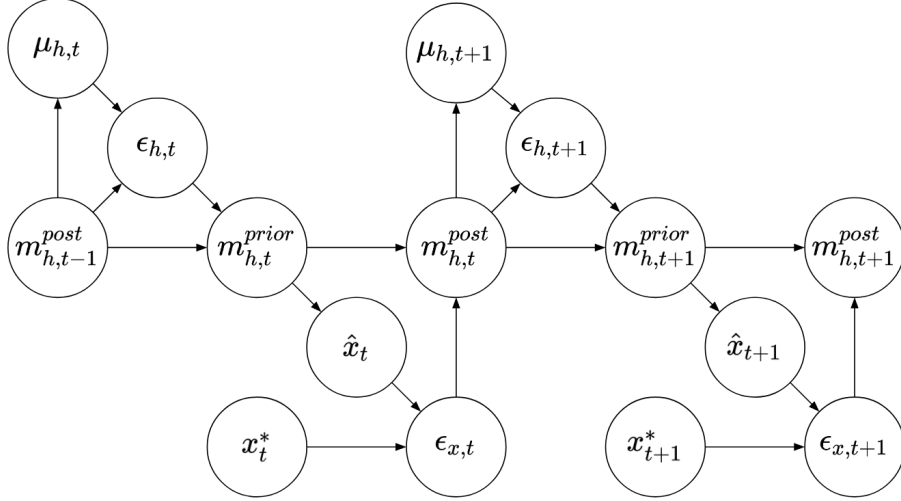 μ_{h,t}
μ_{h,t+1}
ϵ_{h,t}
ϵ_{h,t+1}
m^{post}_{h,t−1}
m^{prior}_{h,t}
m^{post}_{h,t}
m^{prior}_{h,t+1}
m^{post}_{h,t+1}
x̂_t
x̂_{t+1}
x^*_t
ϵ_{x,t}
x^*_{t+1}
ϵ_{x,t+1}